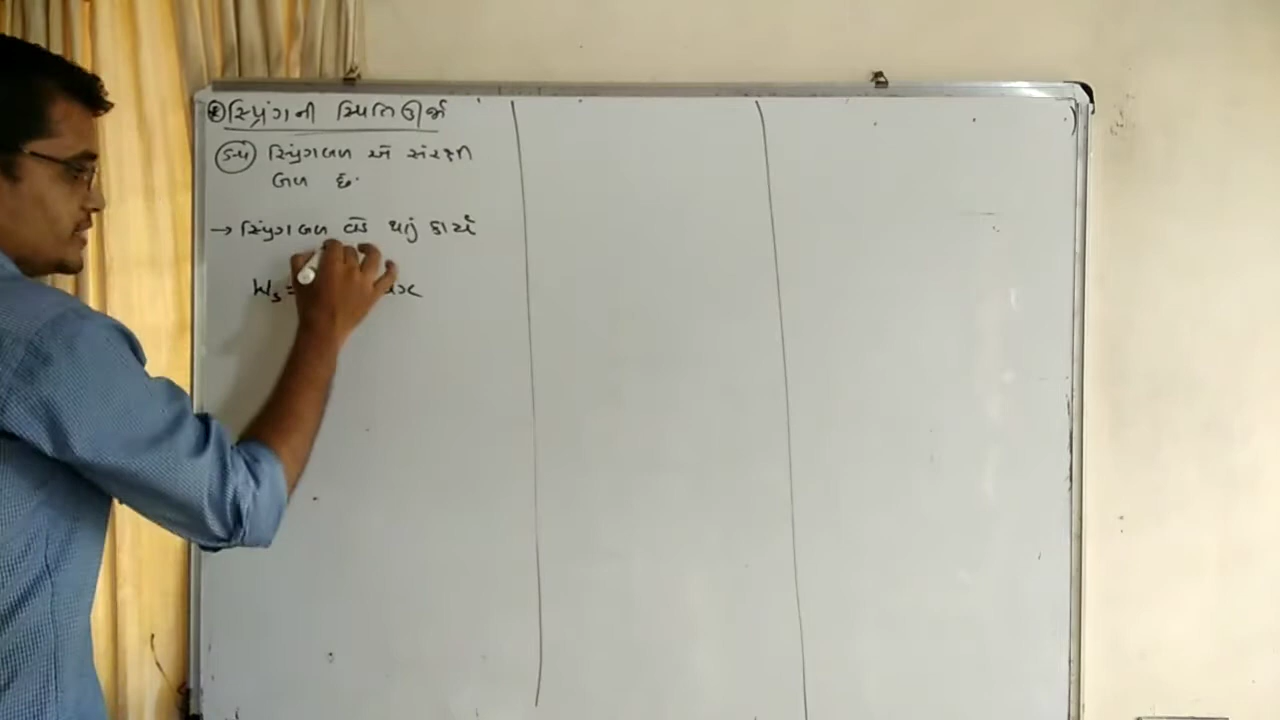 સ્પ્રિંગની સ્થિતિઊર્જા
સ્પ્રિંગબળ એ સંરક્ષી
બળ છે.
→ સ્પ્રિંગબળ વડે થતું કાર્ય
Ws =